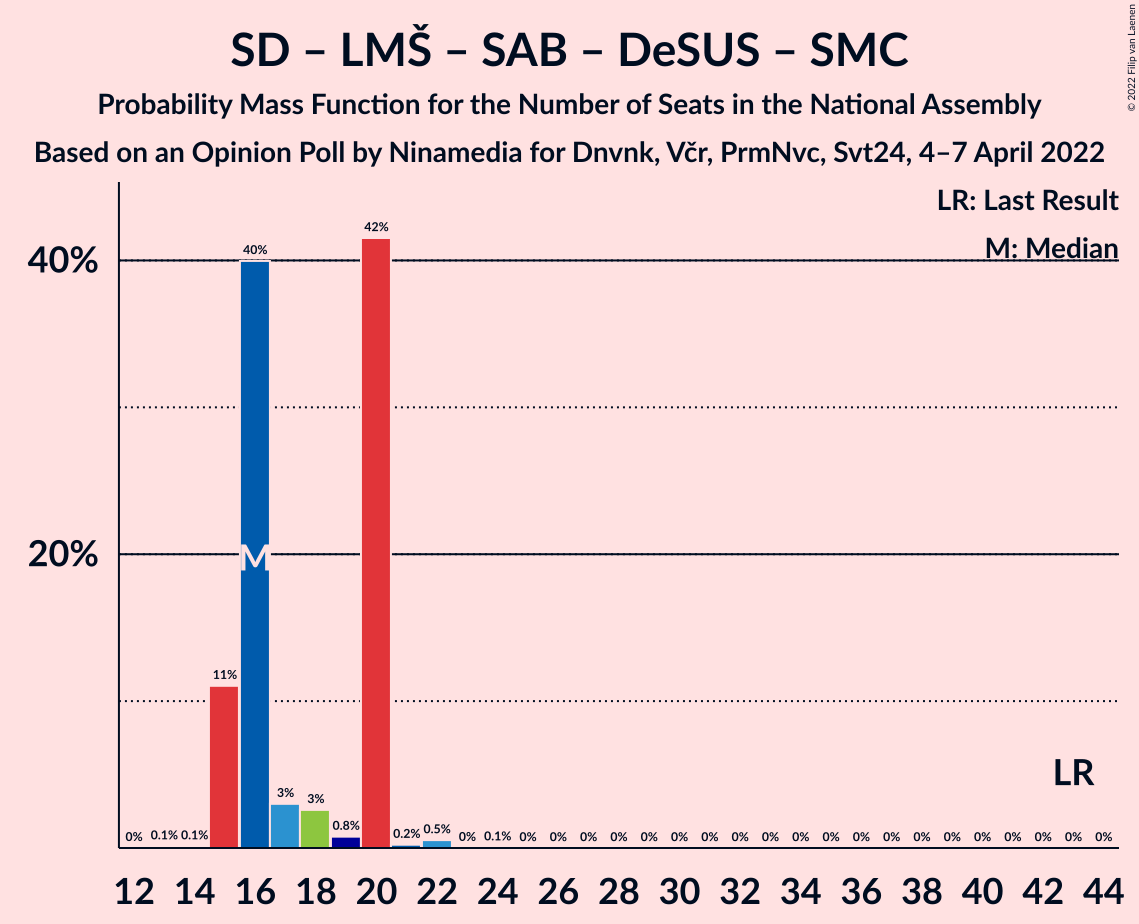 SD – LMŠ – SAB – DeSUS – SMC
Probability Mass Function for the Number of Seats in the National Assembly
Based on an Opinion Poll by Ninamedia for Dnvnk, Včr, PrmNvc, Svt24, 4–7 April 2022
© 2022 Filip van Laenen
LR: Last Result
M: Median
40%
20%
0% 0.1% 0.1% 11% 40% 3% 3% 0.8% 42% 0.2% 0.5% 0% 0.1% 0% 0% 0% 0% 0% 0% 0% 0% 0% 0% 0% 0% 0% 0% 0% 0% 0% 0% 0% 0%
M
LR
12 14 16 18 20 22 24 26 28 30 32 34 36 38 40 42 44